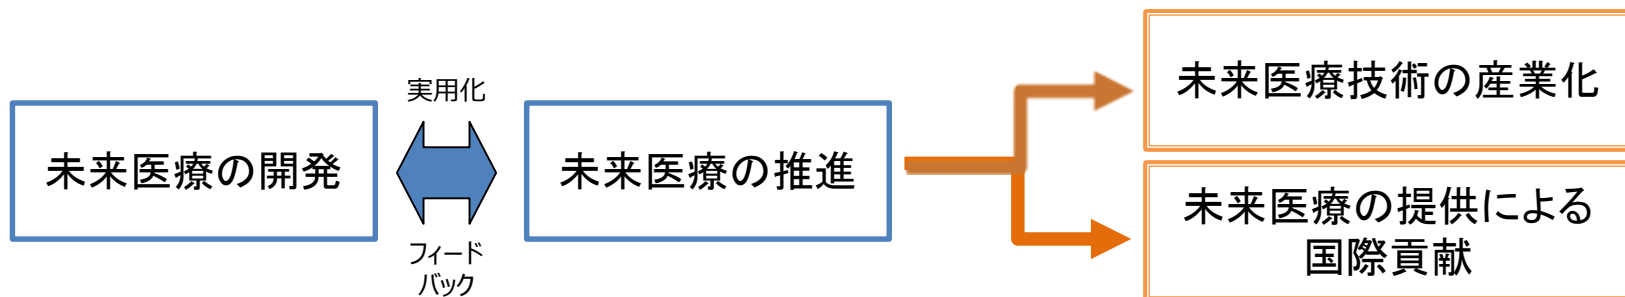 未来医療の開発
実用化
フィード
バック
未来医療の推進
未来医療技術の産業化
未来医療の提供による
国際貢献